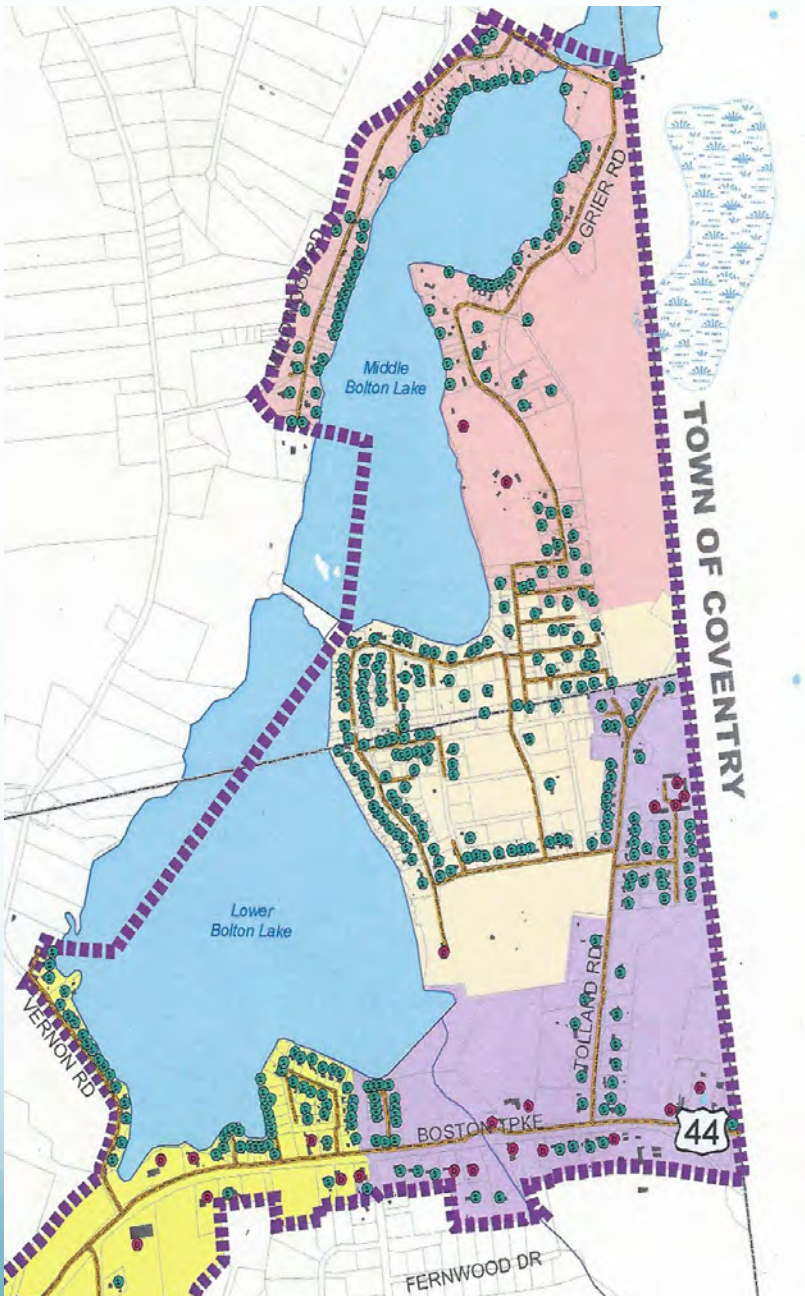 GRIER RD
Middle
Bolton Lake
TOWN OF COVENTRY
Lower
Bolton Lake
VERNON RD
TOLLAND RD
BOSTON TPKE
44
FERNWOOD DR